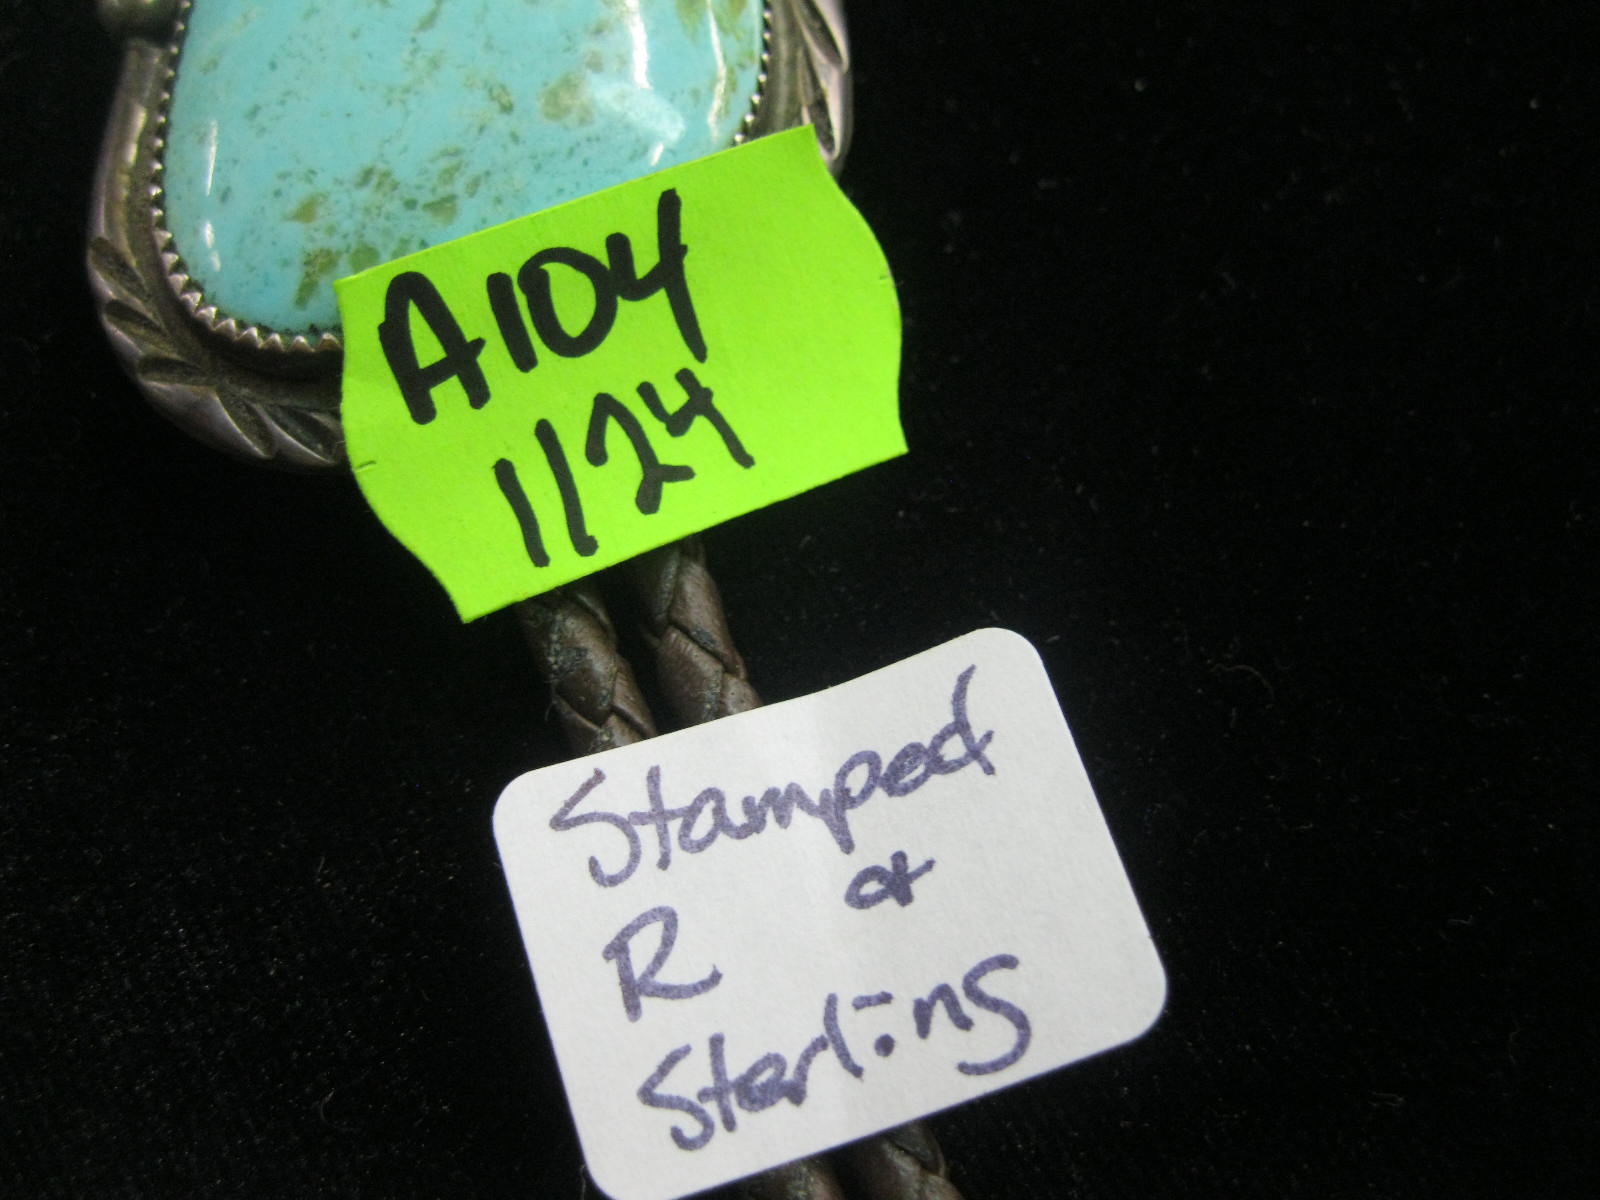 A104
1124
Stamped
R &
Sterling